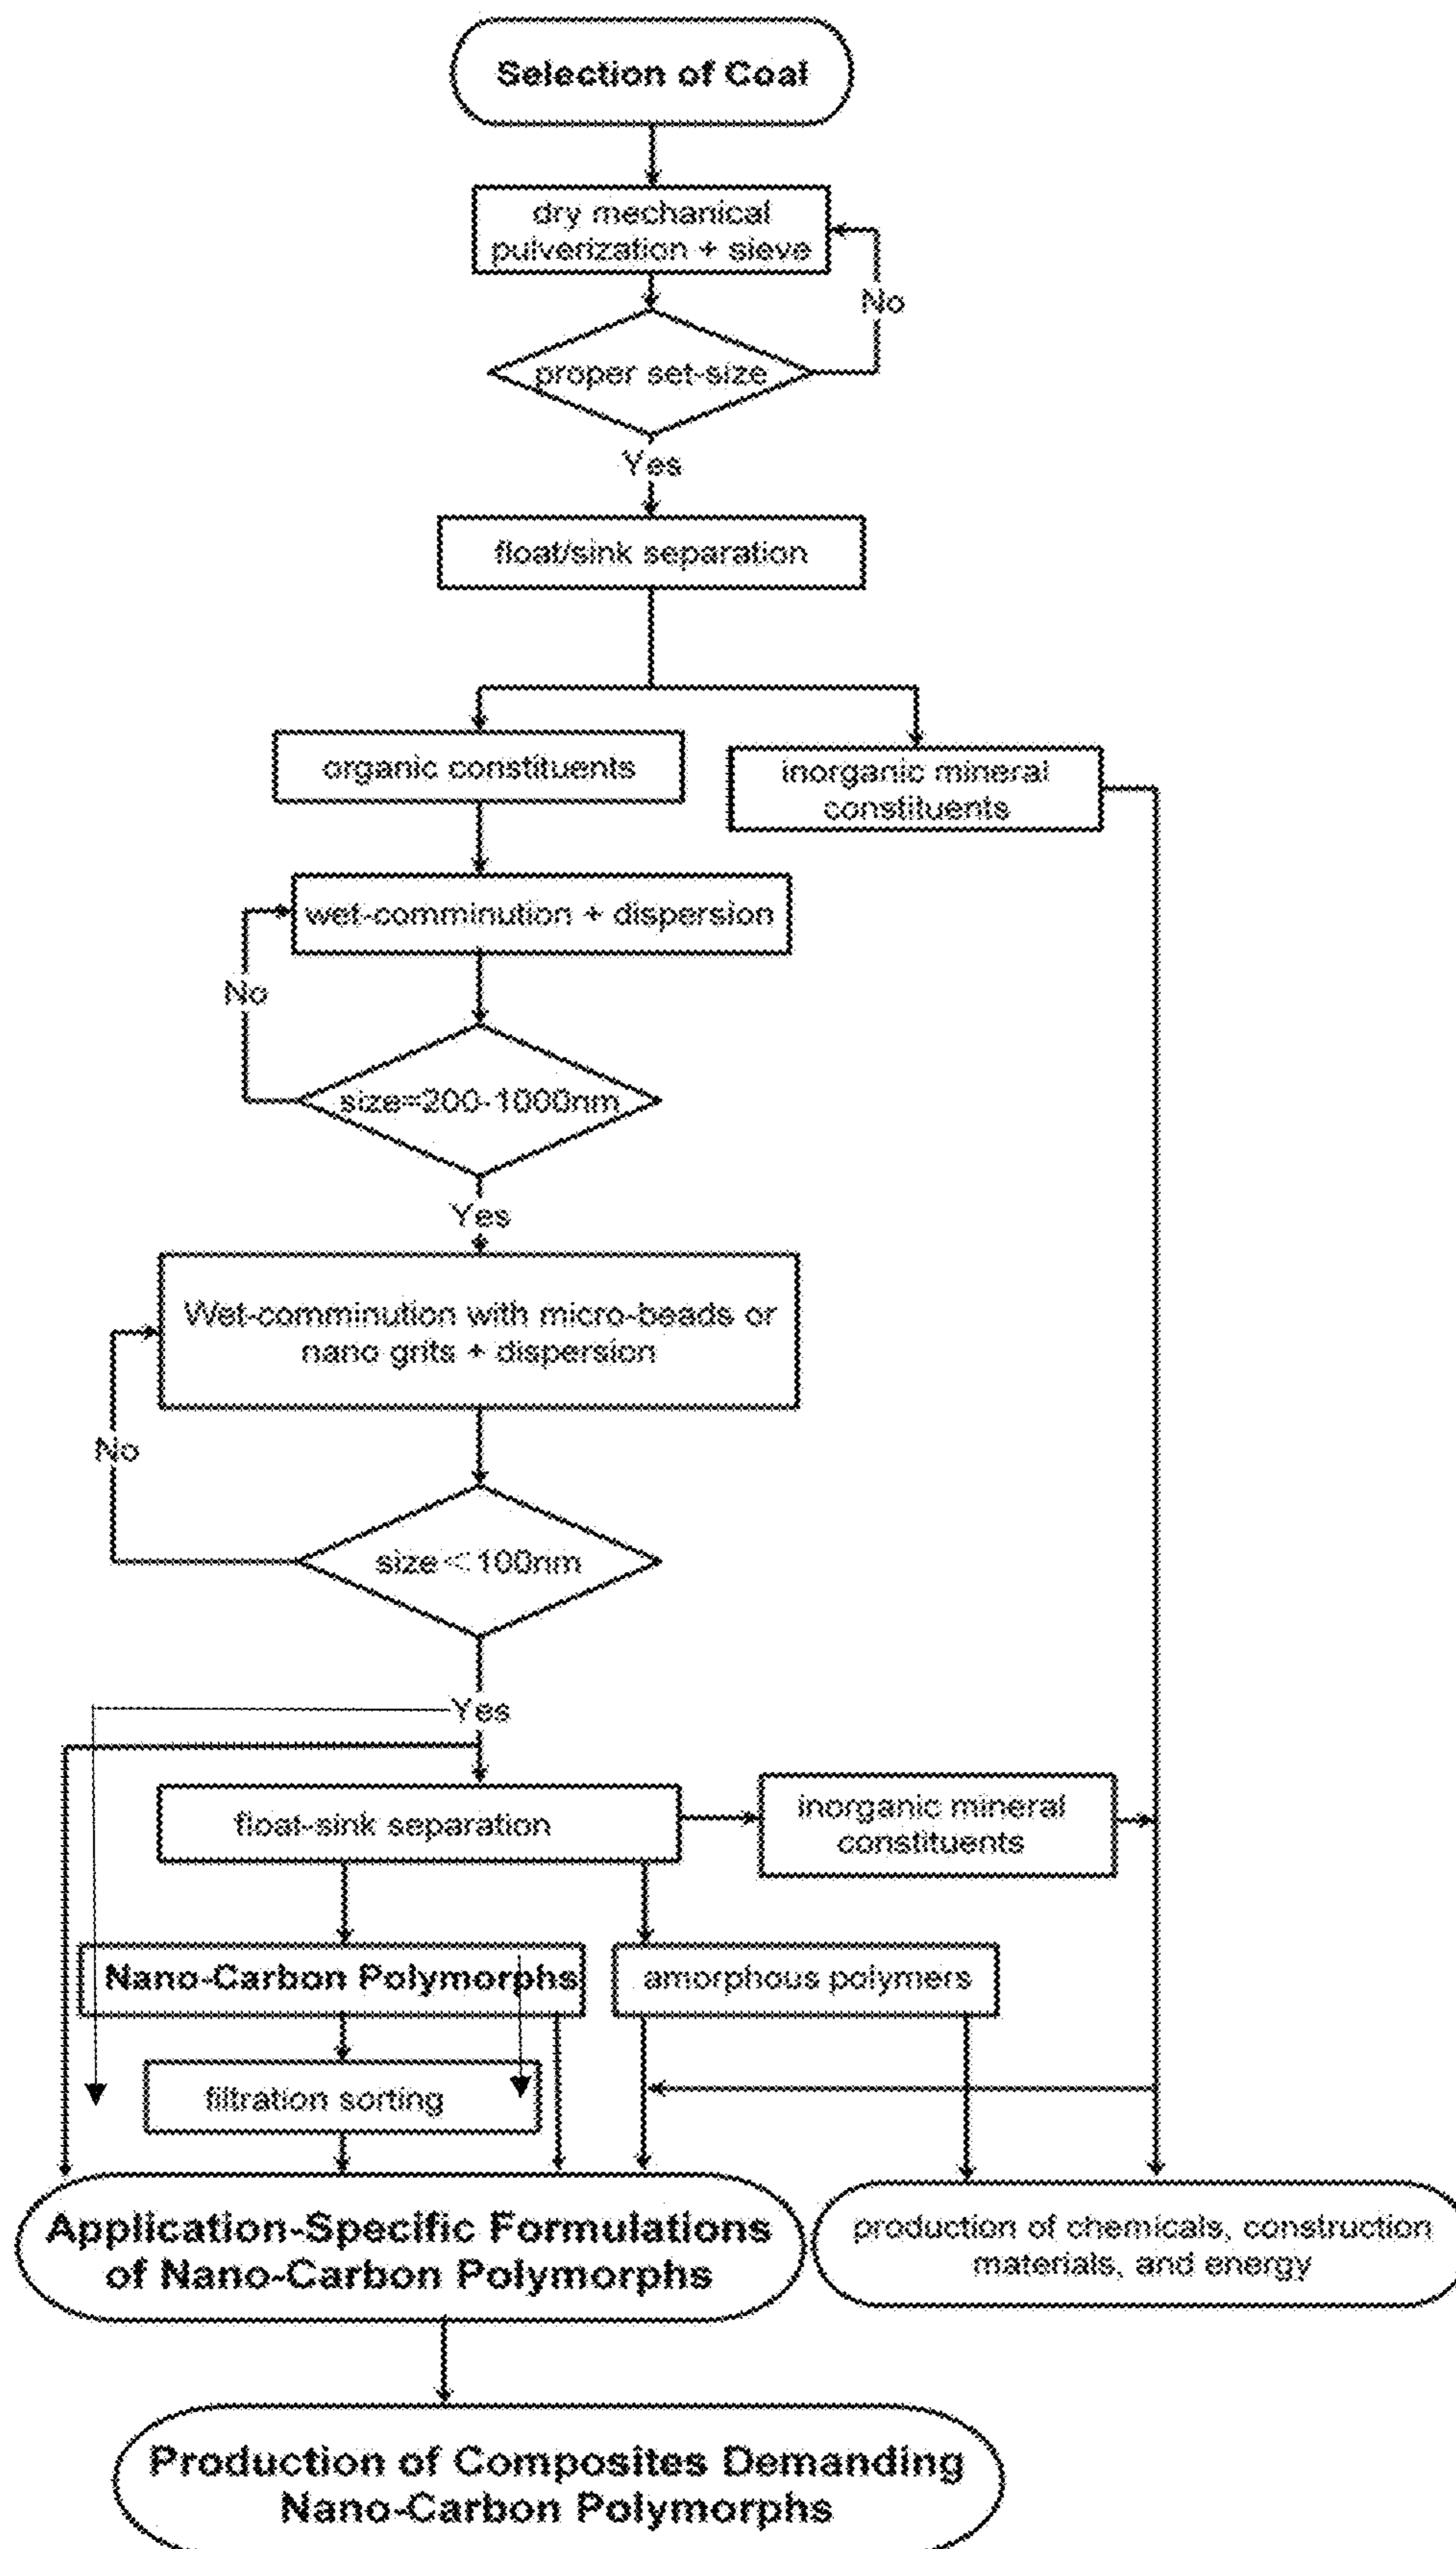 Selection of Coal
dry mechanical
pulverization + sieve
No
proper set-size
Yes
float/sink separation
organic constituents
inorganic mineral
constituents
wet-comminution + dispersion
No
size=200-1000nm
Yes
Wet-comminution with micro-beads or
nano grits + dispersion
No
size<100nm
Yes
float-sink separation
inorganic mineral
constituents
Nano-Carbon Polymorphs
amorphous polymers
filtration sorting
Application-Specific Formulations
of Nano-Carbon Polymorphs
production of chemicals, construction
materials, and energy
Production of Composites Demanding
Nano-Carbon Polymorphs